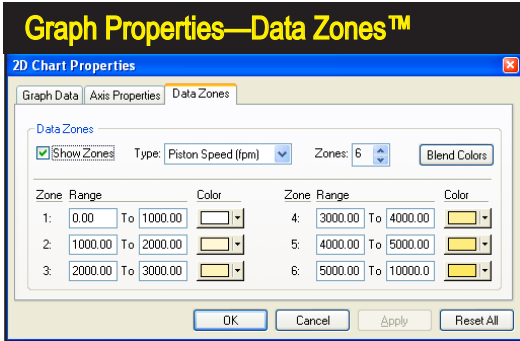 Graph Properties—Data Zones™
2D Chart Properties
Graph Data Axis Properties Data Zones
Data Zones
Show Zones Type: Piston Speed (fpm) Zones: 6 Blend Colors
Zone Range Color Zone Range Color
1: 0.00 To 1000.00 4: 3000.00 To 4000.00
2: 1000.00 To 2000.00 5: 4000.00 To 5000.00
3: 2000.00 To 3000.00 6: 5000.00 To 10000.0
OK Cancel Apply Reset All